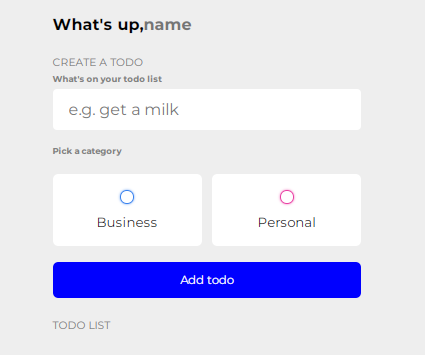 What's up,name
CREATE A TODO
What's on your todo list
e.g. get a milk
Pick a category
Business Personal
Add todo
TODO LIST